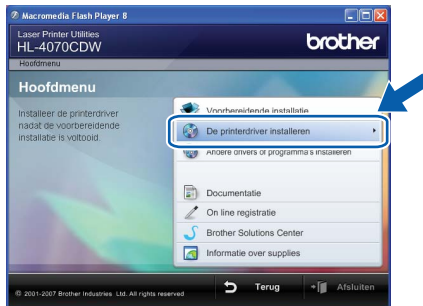 Macromedia Flash Player 8
Laser Printer Utilities
HL-4070CDW
brother
Hoofdmenu
Hoofdmenu
Installeer de printerdriver
nadat de voorbereidende
installatie is voltooid.
Voorbereidende installatie
De printerdriver installeren
Andere drivers of programma's installeren
Documentatie
On line registratie
Brother Solutions Center
Informatie over supplies
© 2001-2007 Brother Industries Ltd. All rights reserved
Terug
Afsluiten